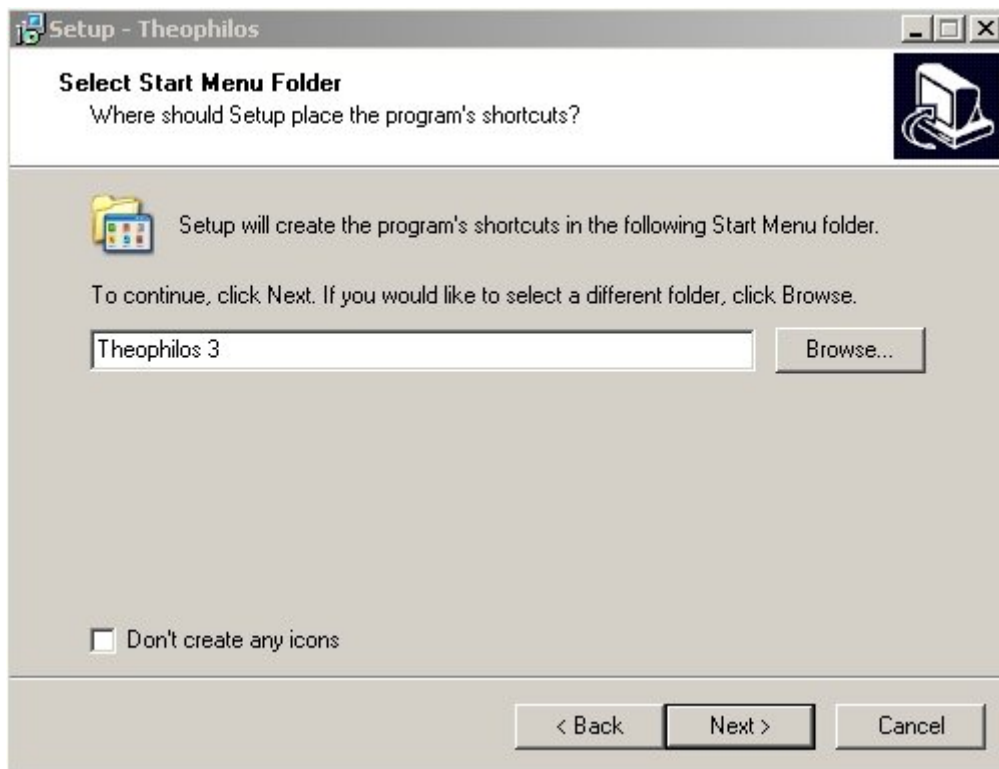 Setup - Theophilos
Select Start Menu Folder
Where should Setup place the program's shortcuts?
Setup will create the program's shortcuts in the following Start Menu folder.
To continue, click Next. If you would like to select a different folder, click Browse.
Theophilos 3
Browse...
Don't create any icons
< Back
Next >
Cancel